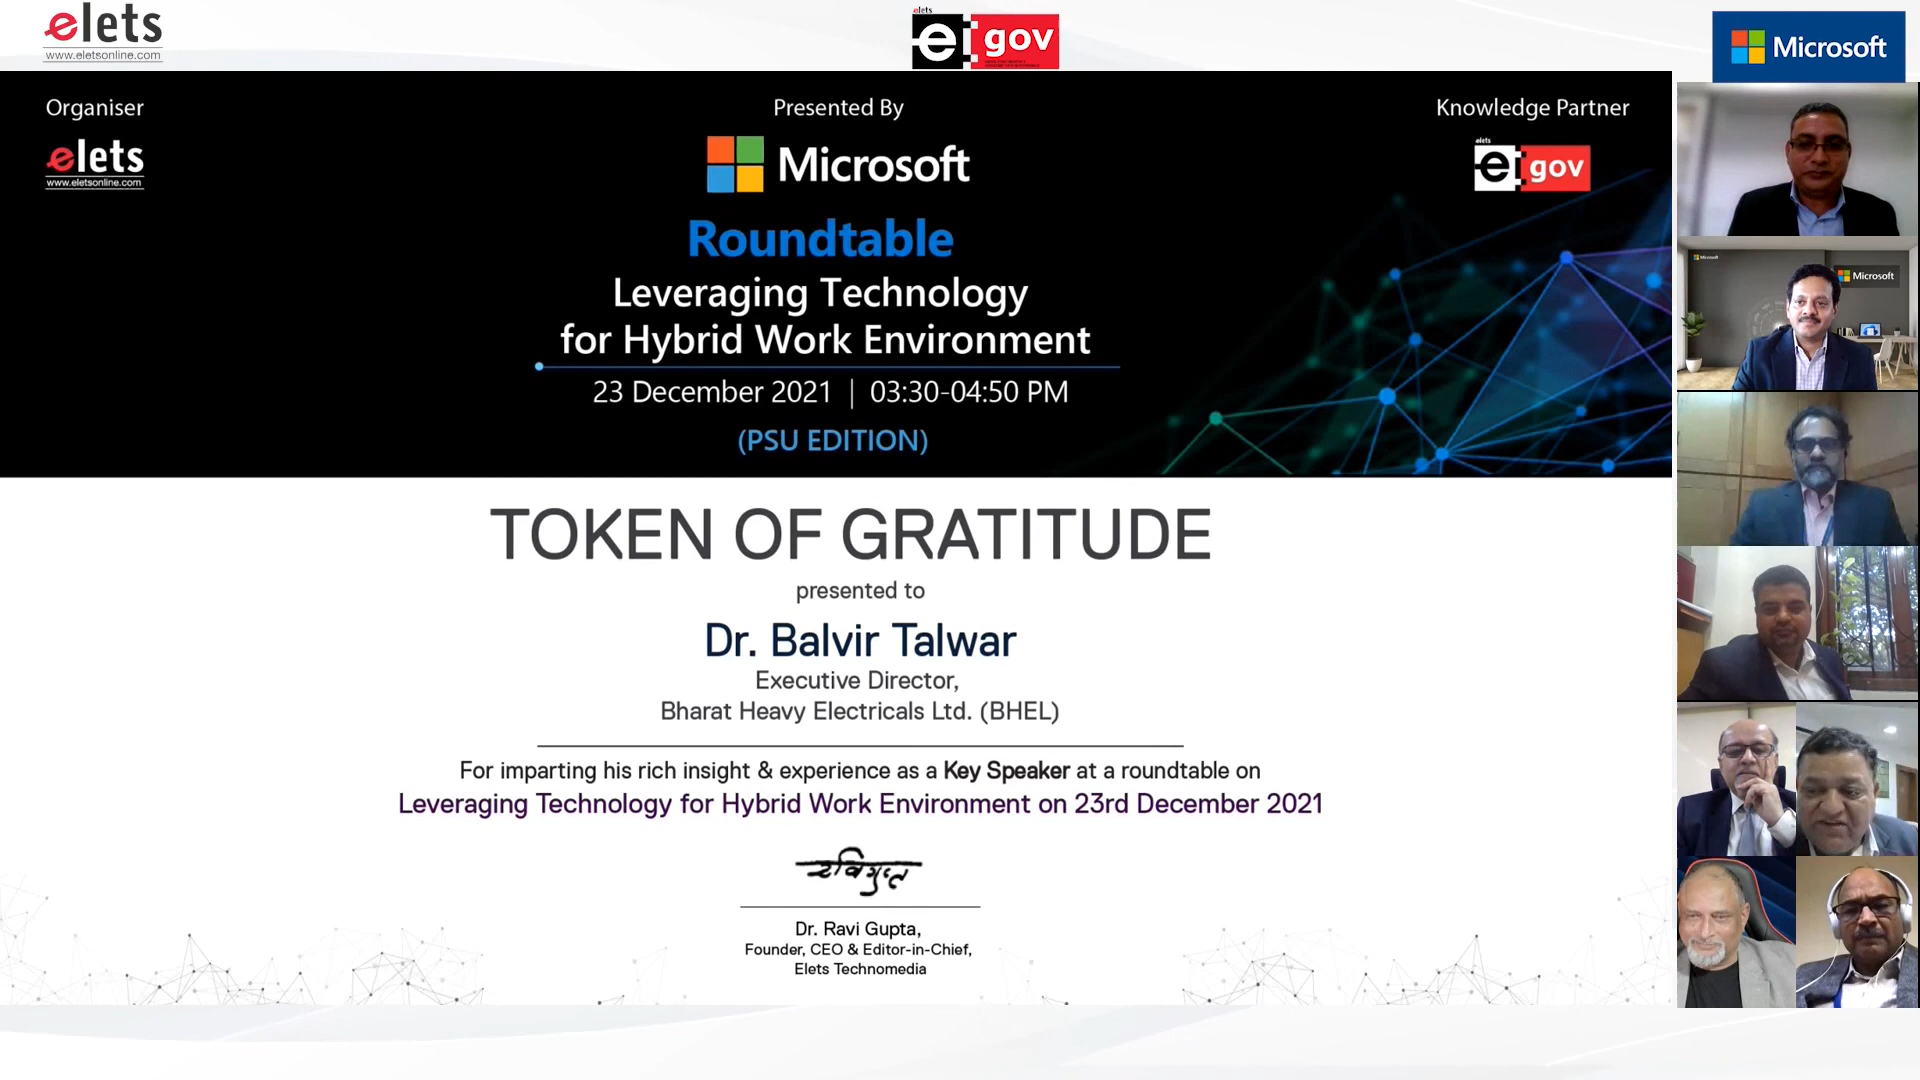 elets
www.eletsonline.com
elets
egov
Microsoft
Organiser
Presented By
Knowledge Partner
elets
www.eletsonline.com
Microsoft
elets
egov
Roundtable
Leveraging Technology
for Hybrid Work Environment
23 December 2021 | 03:30-04:50 PM
(PSU EDITION)
Microsoft
Microsoft
TOKEN OF GRATITUDE
presented to
Dr. Balvir Talwar
Executive Director,
Bharat Heavy Electricals Ltd. (BHEL)
For imparting his rich insight & experience as a Key Speaker at a roundtable on
Leveraging Technology for Hybrid Work Environment on 23rd December 2021
रवि गुप्त
Dr. Ravi Gupta,
Founder, CEO & Editor-in-Chief,
Elets Technomedia